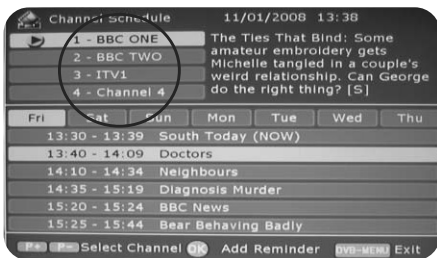 Channel Schedule 11/01/2008 13:38
1 - BBC ONE
2 - BBC TWO
3 - ITV1
4 - Channel 4
The Ties That Bind: Some
amateur embroidery gets
Michelle tangled in a couple's
weird relationship. Can George
do the right thing? [S]
Fri Sat Sun Mon Tue Wed Thu
13:30 - 13:39 South Today (NOW)
13:40 - 14:09 Doctors
14:10 - 14:34 Neighbours
14:35 - 15:19 Diagnosis Murder
15:20 - 15:24 BBC News
15:25 - 15:44 Bear Behaving Badly
P+ P- Select Channel OK Add Reminder DVB-MENU Exit